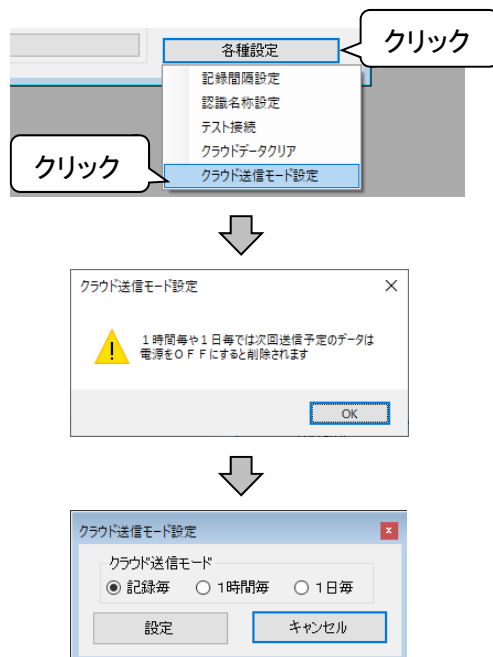 各種設定
クリック
記録間隔設定
認識名称設定
テスト接続
クラウドデータクリア
クリック
クラウド送信モード設定
クラウド送信モード設定
1時間毎や1日毎では次回送信予定のデータは
電源をOFFにすると削除されます
OK
クラウド送信モード設定
クラウド送信モード
記録毎 1時間毎 1日毎
設定 キャンセル